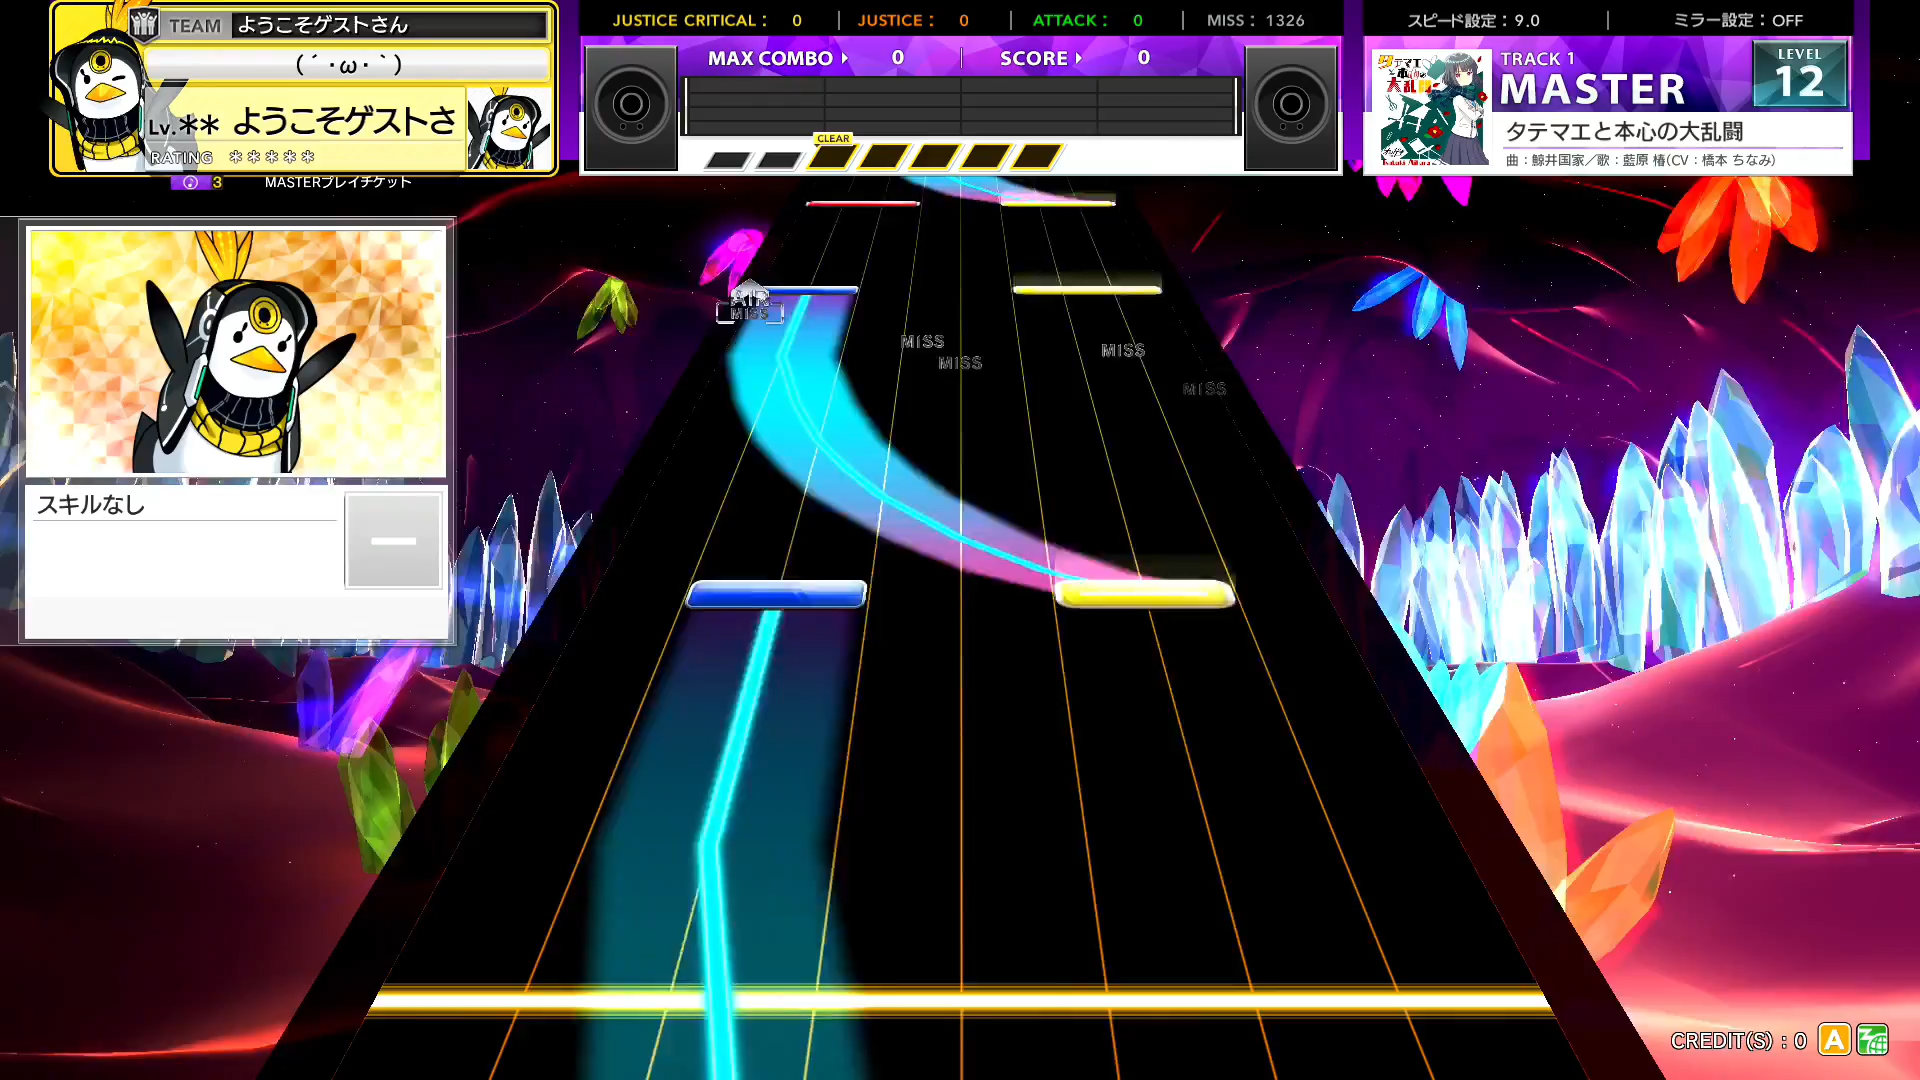 TEAM ようこそゲストさん
(´・ω・｀)
Lv.** ようこそゲストさ
RATING *****
3 MASTERプレイチケット
JUSTICE CRITICAL : 0 JUSTICE : 0 ATTACK : 0 MISS : 1326
MAX COMBO 0 SCORE 0
CLEAR
スピード設定：9.0 ミラー設定：OFF
TRACK 1
MASTER
LEVEL
12
タテマエと本心の大乱闘
曲：鯨井国家／歌：藍原 椿(CV：橋本 ちなみ)
AIR
MISS
MISS
MISS
MISS
MISS
スキルなし
CREDIT(S) : 0 A